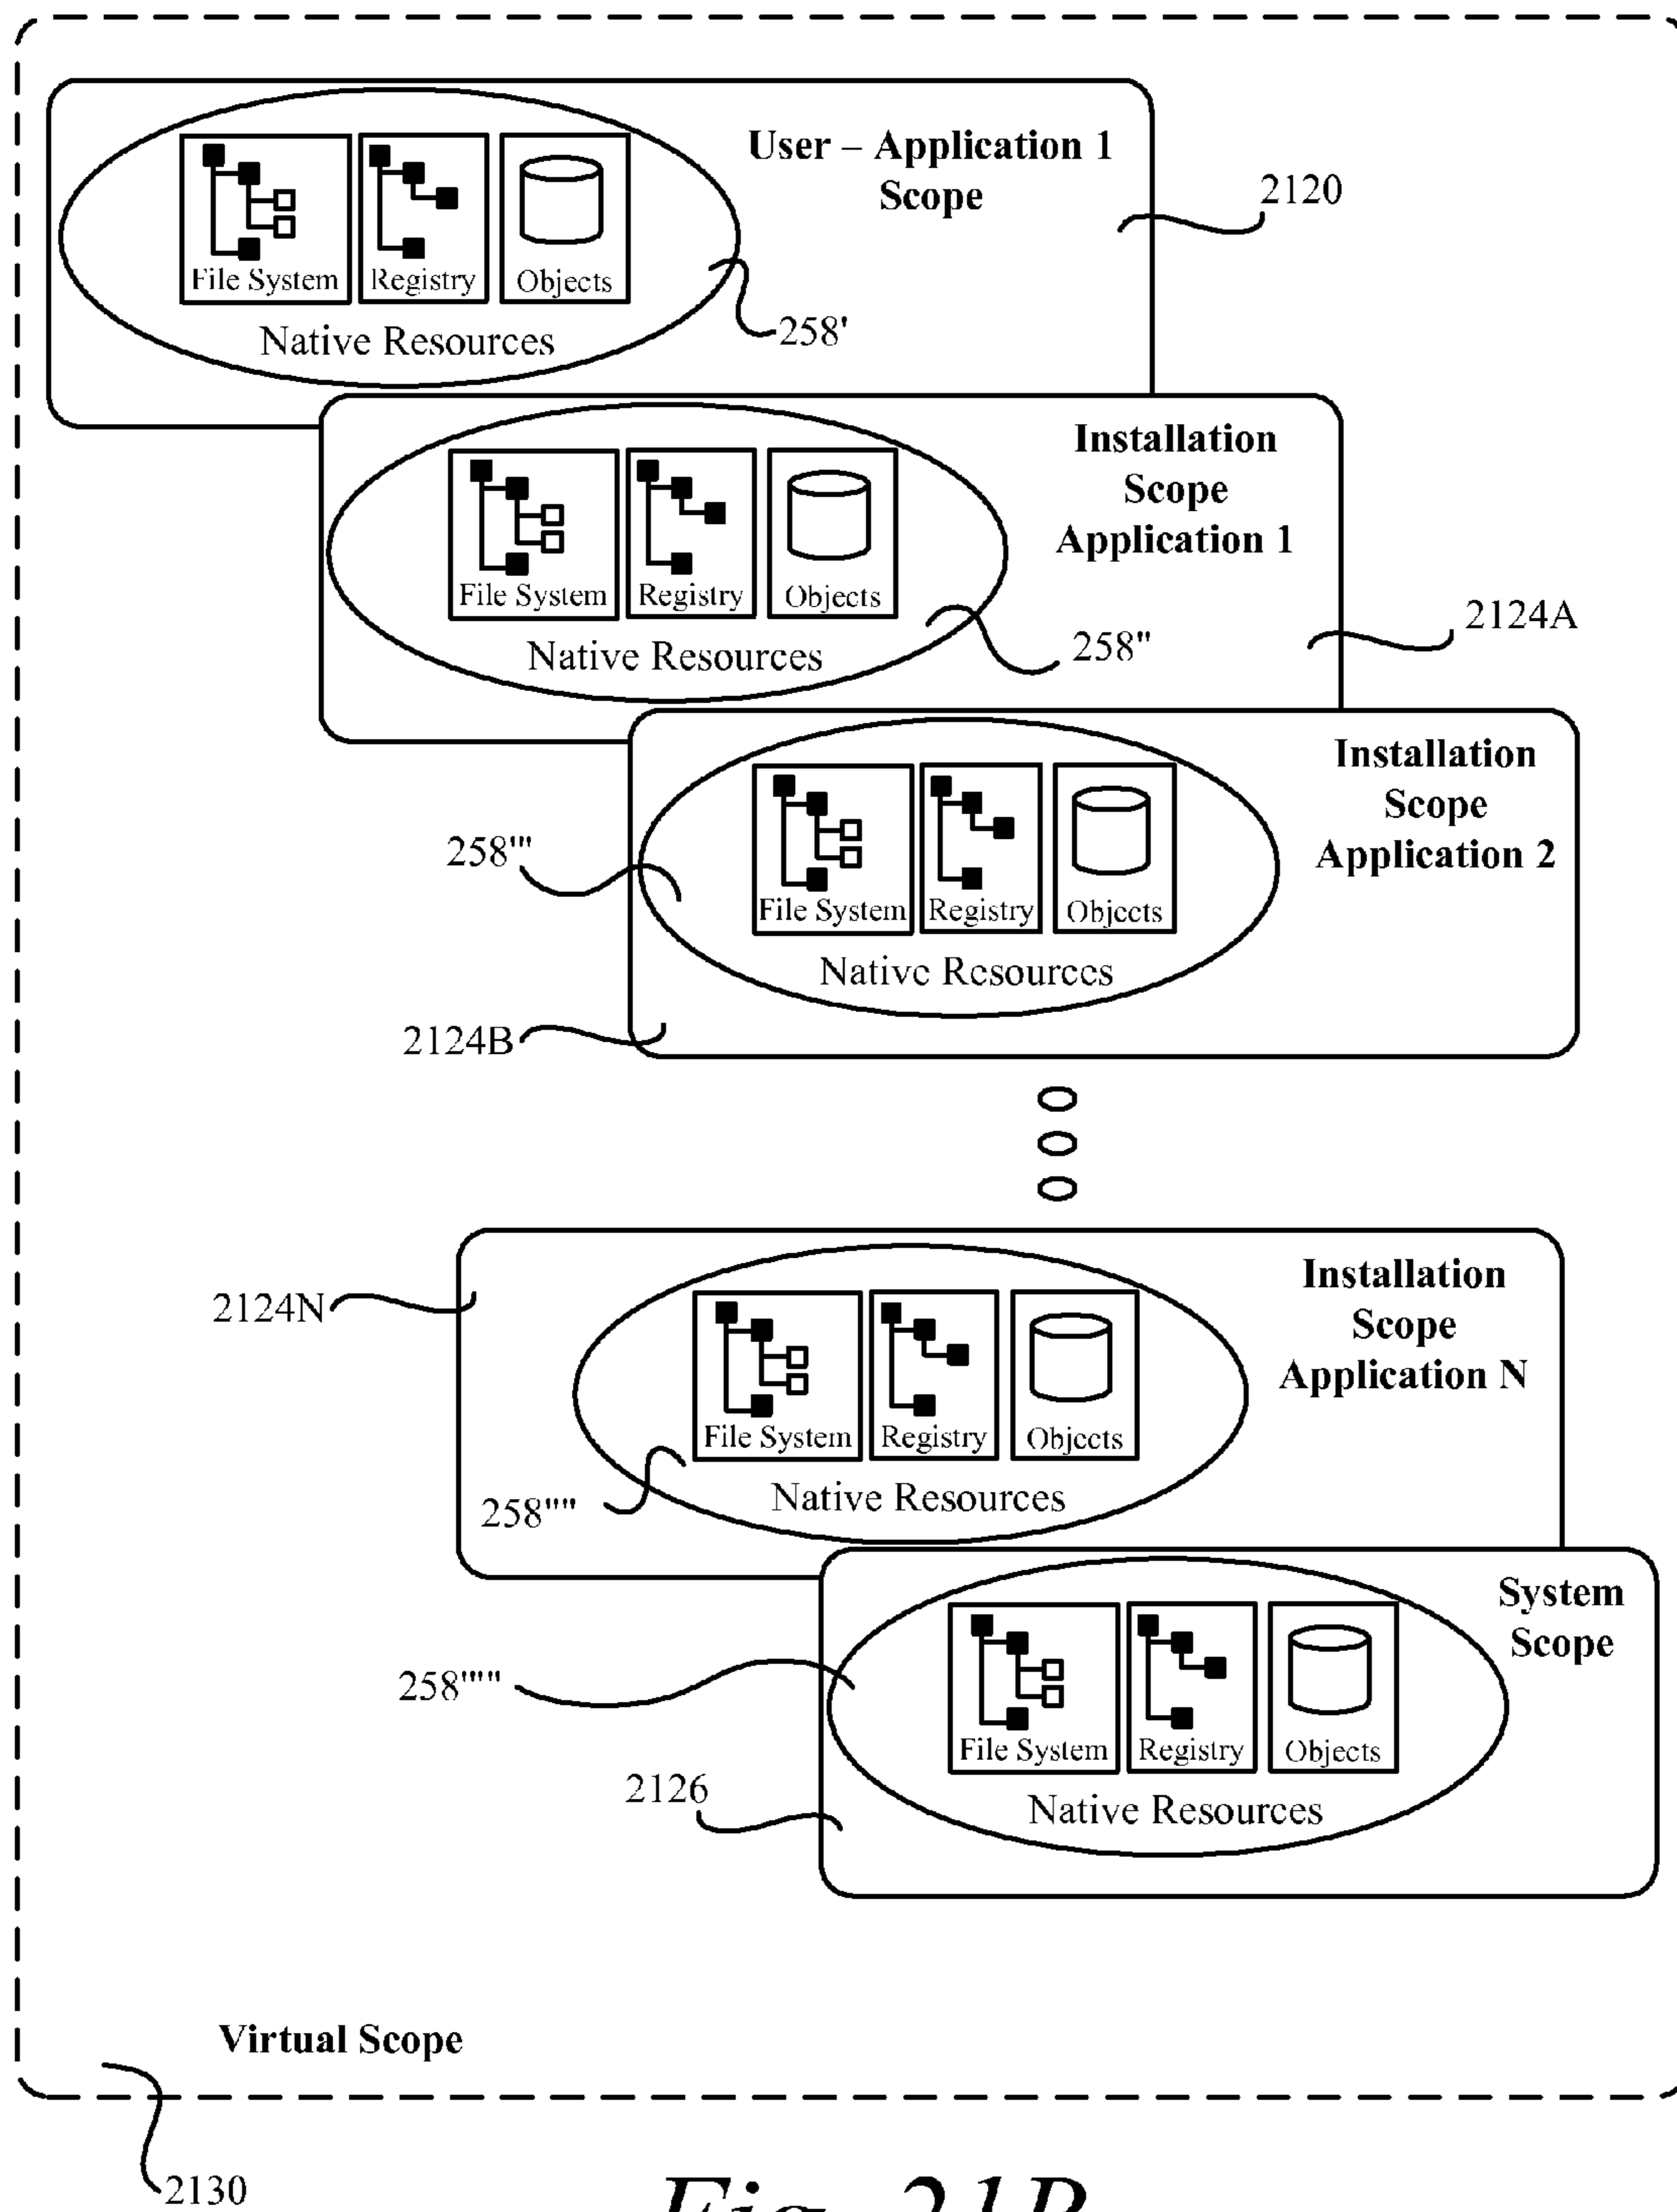 User – Application 1
Scope
2120
File System
Registry
Objects
Native Resources
258'
Installation
Scope
Application 1
File System
Registry
Objects
Native Resources
258"
2124A
Installation
Scope
Application 2
258'"
File System
Registry
Objects
Native Resources
2124B
Installation
Scope
Application N
2124N
File System
Registry
Objects
Native Resources
258""
System
Scope
258'""
File System
Registry
Objects
Native Resources
2126
Virtual Scope
2130
Fig. 21B